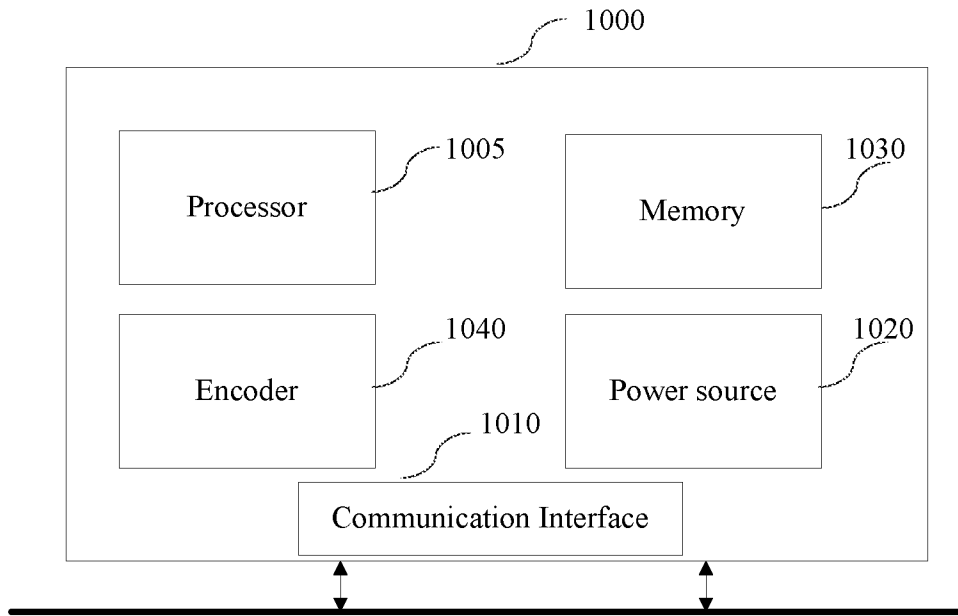 1000
1005
Processor
1030
Memory
1040
Encoder
1020
Power source
1010
Communication Interface